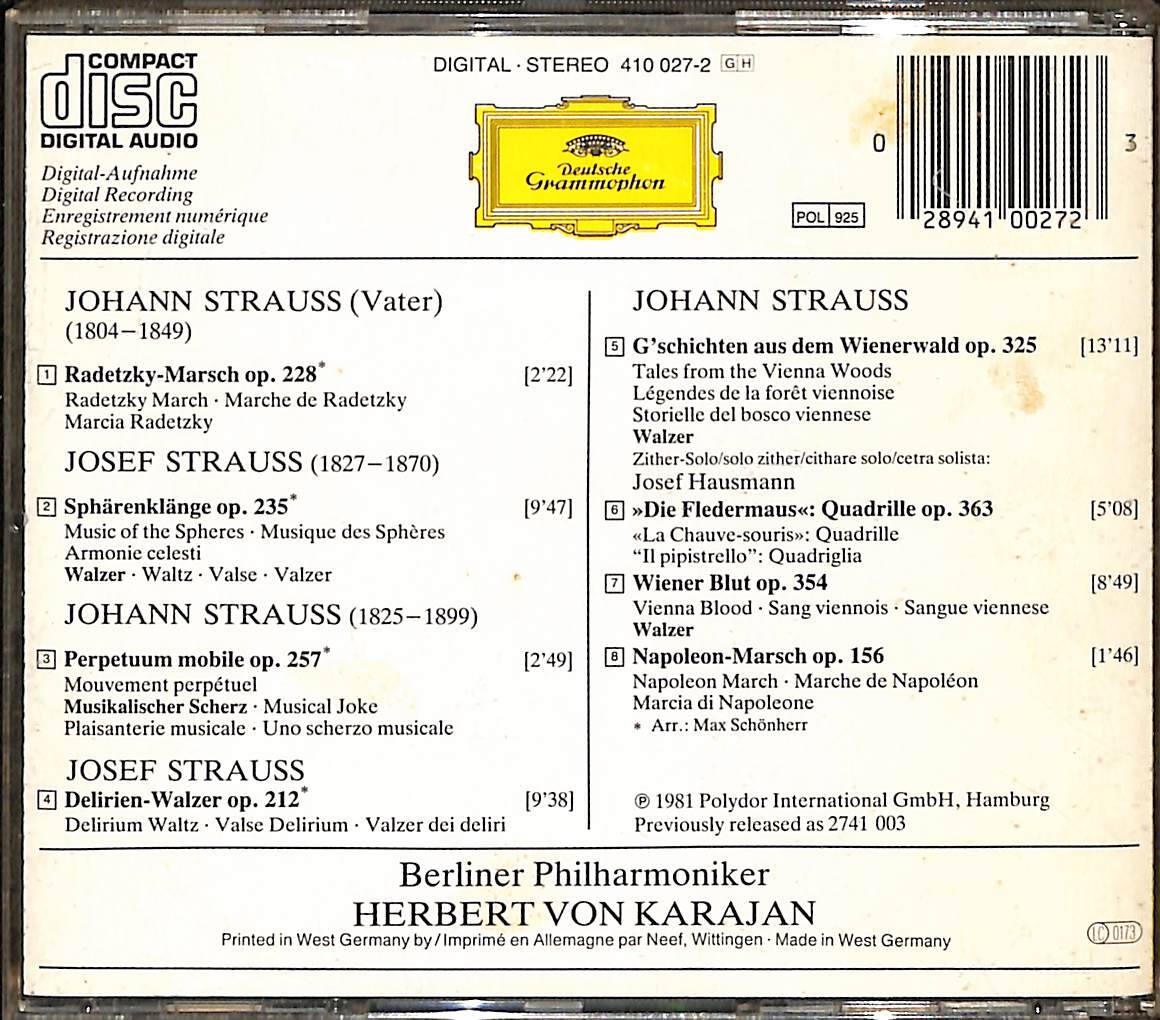 COMPACT
disc
DIGITAL AUDIO
Digital-Aufnahme
Digital Recording
Enregistrement numérique
Registrazione digitale
DIGITAL · STEREO 410 027-2 GH
Deutsche
Grammophon
POL 925
0 28941 00272 3
JOHANN STRAUSS (Vater)
(1804–1849)
1 Radetzky-Marsch op. 228* [2'22]
Radetzky March · Marche de Radetzky
Marcia Radetzky
JOSEF STRAUSS (1827–1870)
2 Sphärenklänge op. 235* [9'47]
Music of the Spheres · Musique des Sphères
Armonie celesti
Walzer · Waltz · Valse · Valzer
JOHANN STRAUSS (1825–1899)
3 Perpetuum mobile op. 257* [2'49]
Mouvement perpétuel
Musikalischer Scherz · Musical Joke
Plaisanterie musicale · Uno scherzo musicale
JOSEF STRAUSS
4 Delirien-Walzer op. 212* [9'38]
Delirium Waltz · Valse Delirium · Valzer dei deliri
JOHANN STRAUSS
5 G'schichten aus dem Wienerwald op. 325 [13'11]
Tales from the Vienna Woods
Légendes de la forêt viennoise
Storielle del bosco viennese
Walzer
Zither-Solo/solo zither/cithare solo/cetra solista:
Josef Hausmann
6 »Die Fledermaus«: Quadrille op. 363 [5'08]
«La Chauve-souris»: Quadrille
“Il pipistrello”: Quadriglia
7 Wiener Blut op. 354 [8'49]
Vienna Blood · Sang viennois · Sangue viennese
Walzer
8 Napoleon-Marsch op. 156 [1'46]
Napoleon March · Marche de Napoléon
Marcia di Napoleone
* Arr.: Max Schönherr
℗ 1981 Polydor International GmbH, Hamburg
Previously released as 2741 003
Berliner Philharmoniker
HERBERT VON KARAJAN
Printed in West Germany by/Imprimé en Allemagne par Neef, Wittingen · Made in West Germany
LC 0173